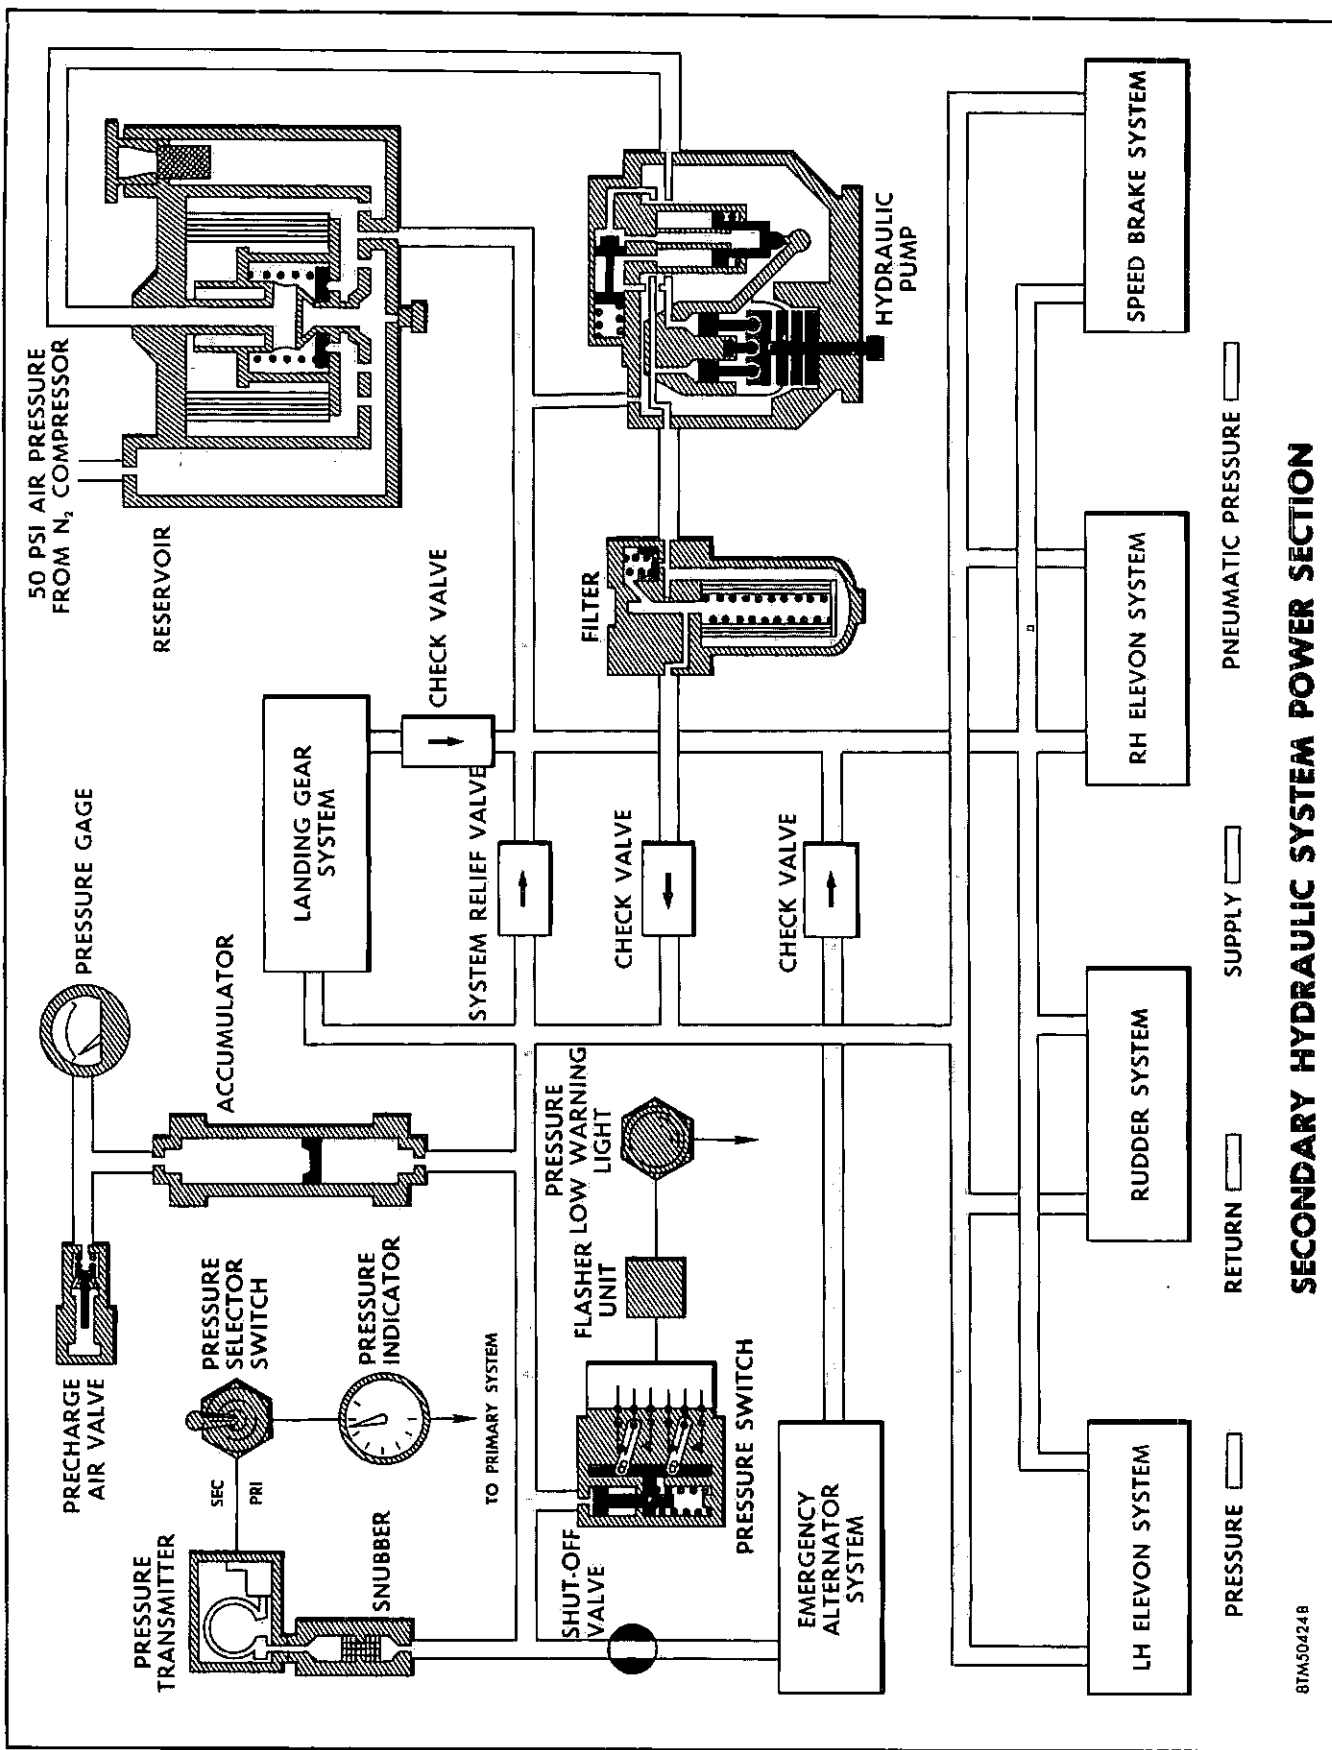 50 PSI AIR PRESSURE
FROM N₂ COMPRESSOR
RESERVOIR
PRESSURE GAGE
PRECHARGE
AIR VALVE
ACCUMULATOR
LANDING GEAR
SYSTEM
CHECK VALVE
PRESSURE
TRANSMITTER
SEC
PRI
PRESSURE
SELECTOR
SWITCH
PRESSURE
INDICATOR
TO PRIMARY SYSTEM
SNUBBER
SYSTEM RELIEF VALVE
FILTER
HYDRAULIC
PUMP
CHECK VALVE
CHECK VALVE
PRESSURE
LOW WARNING
LIGHT
FLASHER
UNIT
PRESSURE SWITCH
SHUT-OFF
VALVE
EMERGENCY
ALTERNATOR
SYSTEM
LH ELEVON SYSTEM
RUDDER SYSTEM
RH ELEVON SYSTEM
SPEED BRAKE SYSTEM
PRESSURE
RETURN
SUPPLY
PNEUMATIC PRESSURE
8TM50424B
SECONDARY HYDRAULIC SYSTEM POWER SECTION